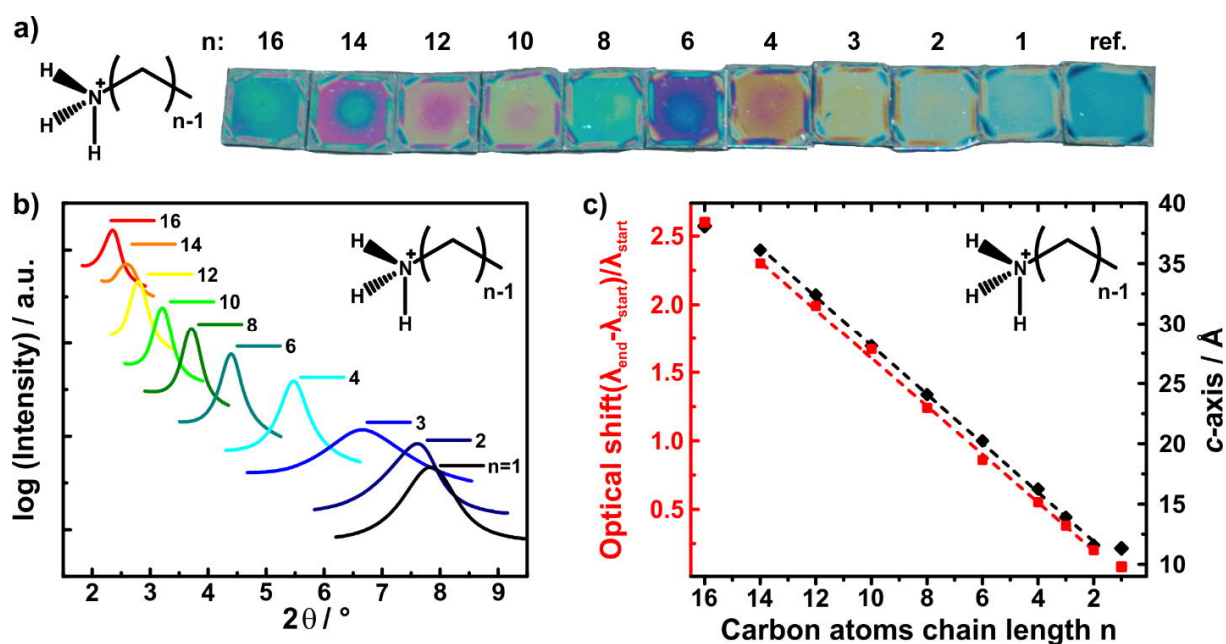 a)
n: 16 14 12 10 8 6 4 3 2 1 ref.
H
H
N
+
H
n-1
b)
16
14
12
10
8
6
4
3
2
n=1
H
H
N
+
H
n-1
log (Intensity) / a.u.
2 3 4 5 6 7 8 9
2θ / °
c)
2.5
2.0
1.5
1.0
0.5
Optical shift(λend-λstart)/λstart
H
H
N
+
H
n-1
40
35
30
25
20
15
10
c-axis / Å
16 14 12 10 8 6 4 2
Carbon atoms chain length n